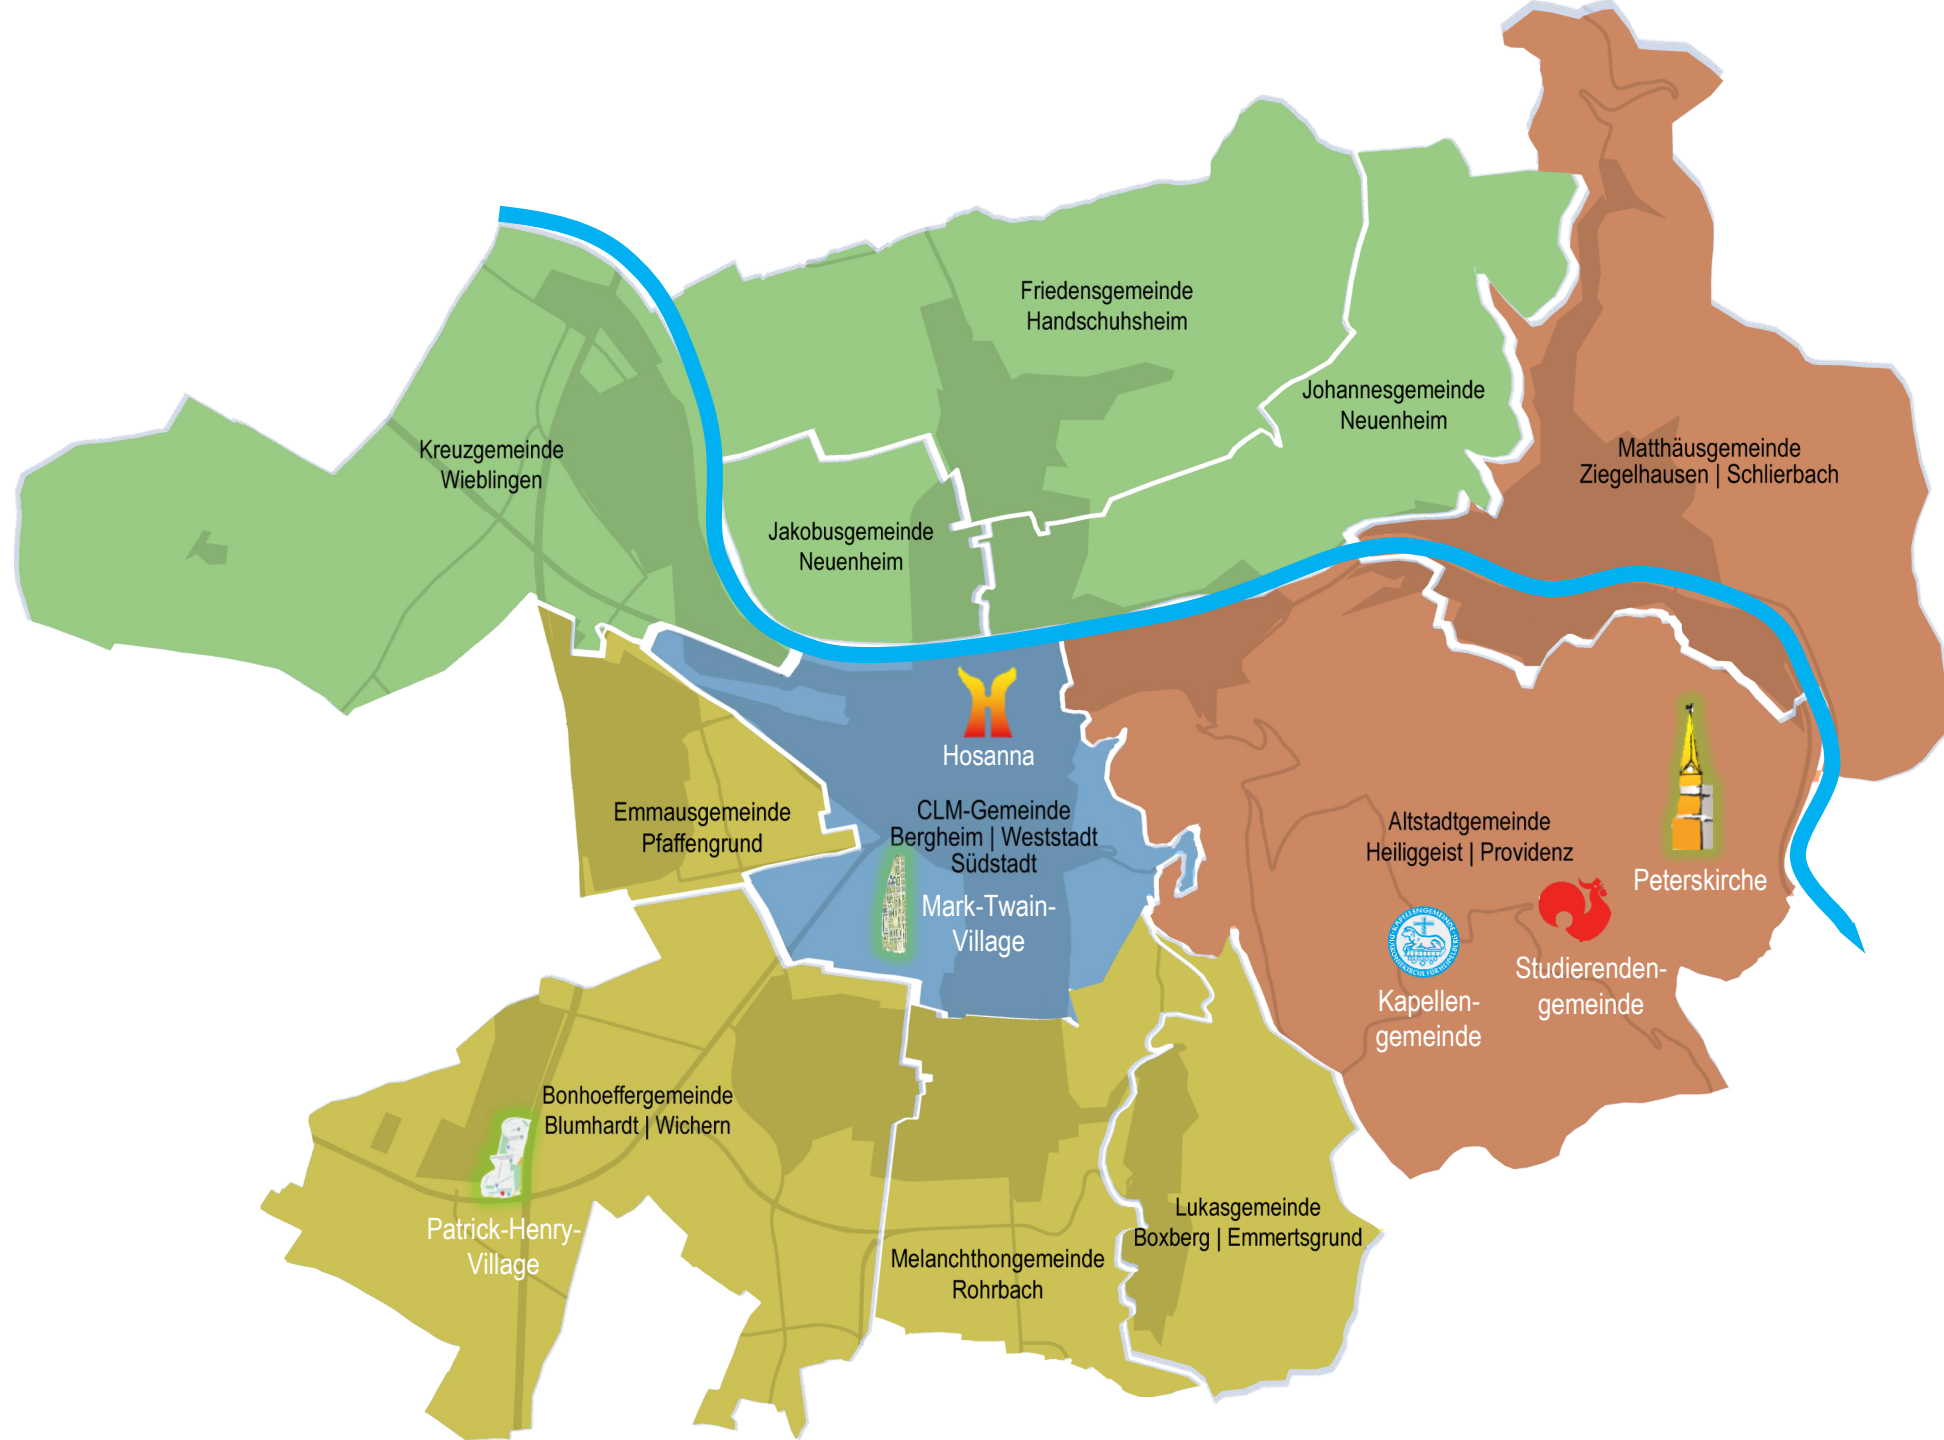 Friedensgemeinde
Handschuhsheim
Johannesgemeinde
Neuenheim
Kreuzgemeinde
Wieblingen
Matthäusgemeinde
Ziegelhausen | Schlierbach
Jakobusgemeinde
Neuenheim
Hosanna
Emmausgemeinde
Pfaffengrund
CLM-Gemeinde
Bergheim | Weststadt
Südstadt
Mark-Twain-
Village
Altstadtgemeinde
Heiliggeist | Providenz
Peterskirche
Kapellen-
gemeinde
Studierenden-
gemeinde
Bonhoeffergemeinde
Blumhardt | Wichern
Patrick-Henry-
Village
Lukasgemeinde
Boxberg | Emmertsgrund
Melanchthongemeinde
Rohrbach